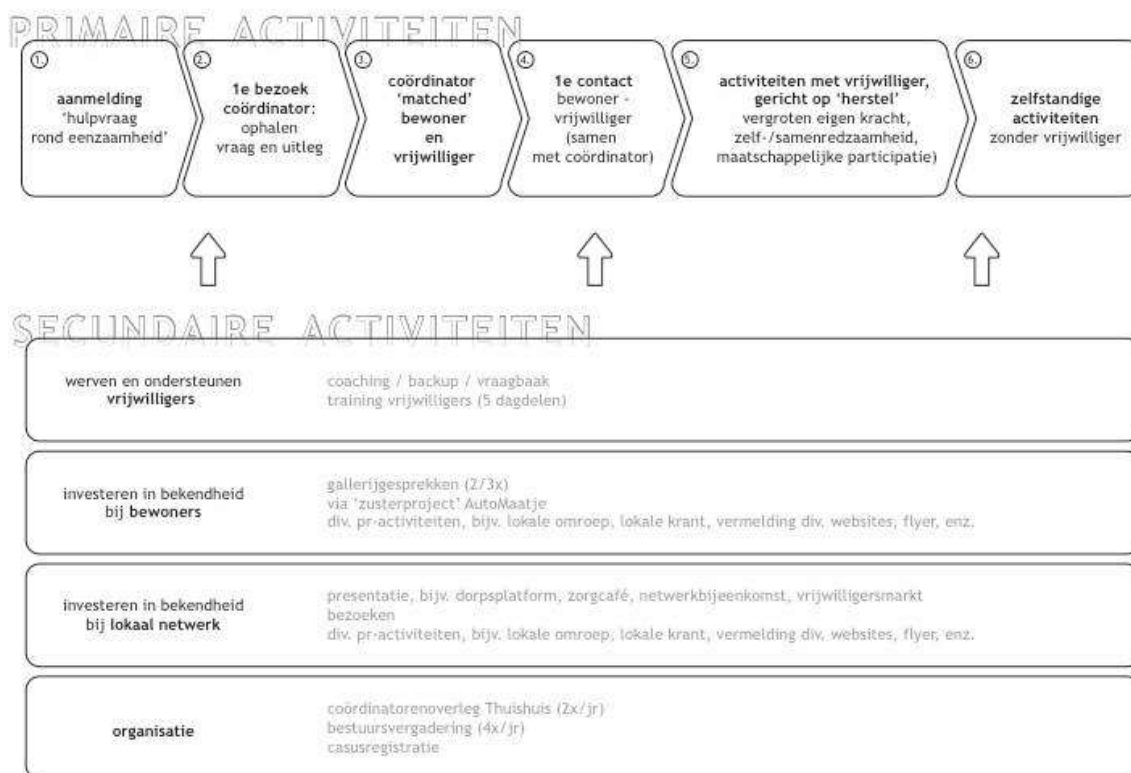 PRIMAIRE ACTIVITEITEN
1.
aanmelding
‘hulpvraag
rond eenzaamheid’
2.
1e bezoek
coördinator:
ophalen
vraag en uitleg
3.
coördinator
‘matched’
bewoner
en
vrijwilliger
4.
1e contact
bewoner -
vrijwilliger
(samen
met coördinator)
5.
activiteiten met vrijwilliger,
gericht op ‘herstel’
vergroten eigen kracht,
zelf-/samenredzaamheid,
maatschappelijke participatie)
6.
zelfstandige
activiteiten
zonder vrijwilliger
SECUNDAIRE ACTIVITEITEN
werven en ondersteunen
vrijwilligers
coaching / backup / vraagbaak
training vrijwilligers (5 dagdelen)
investeren in bekendheid
bij bewoners
gallerijgesprekken (2/3x)
via ‘zusterproject’ AutoMaatje
div. pr-activiteiten, bijv. lokale omroep, lokale krant, vermelding div. websites, flyer, enz.
investeren in bekendheid
bij lokaal netwerk
presentatie, bijv. dorpsplatform, zorgcafé, netwerkbijeenkomst, vrijwilligersmarkt
bezoeken
div. pr-activiteiten, bijv. lokale omroep, lokale krant, vermelding div. websites, flyer, enz.
organisatie
coördinatorenoverleg Thuishuis (2x/jr)
bestuursvergadering (4x/jr)
casusregistratie